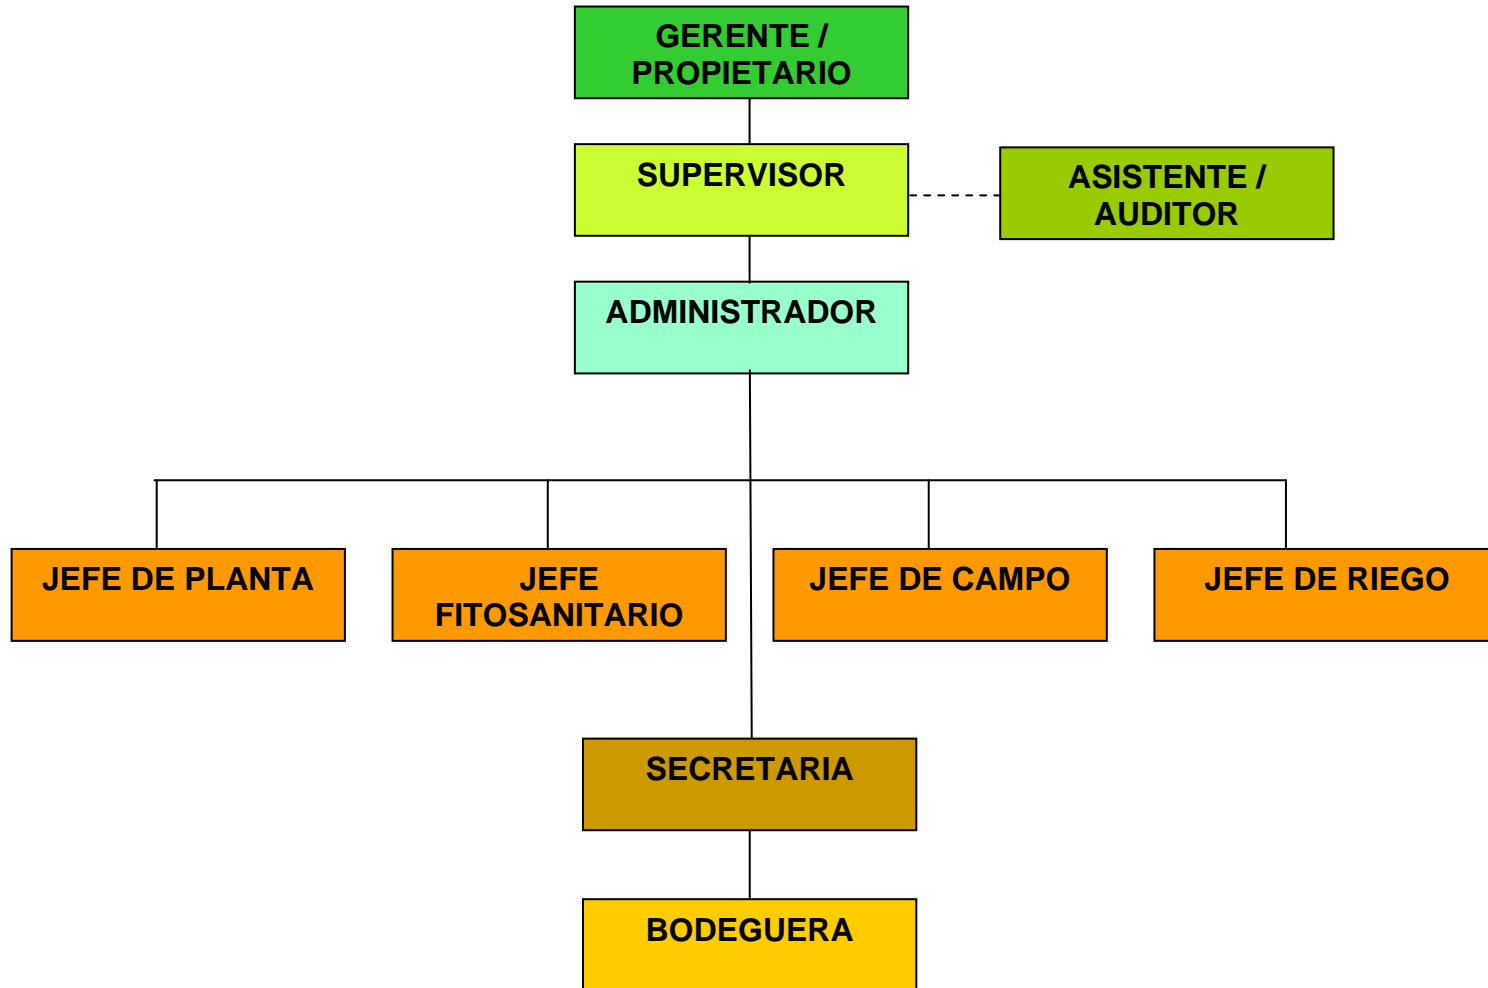 GERENTE /
PROPIETARIO
SUPERVISOR
ASISTENTE /
AUDITOR
ADMINISTRADOR
JEFE DE PLANTA
JEFE
FITOSANITARIO
JEFE DE CAMPO
JEFE DE RIEGO
SECRETARIA
BODEGUERA